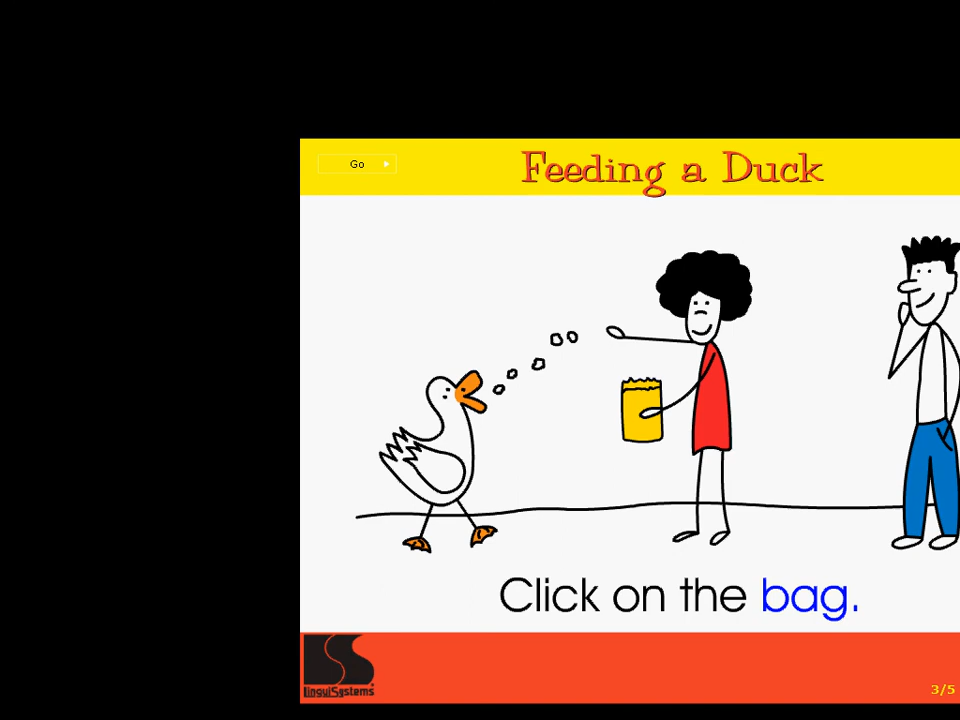 Go
Feeding a Duck
Click on the bag.
LinguiSystems
3/5